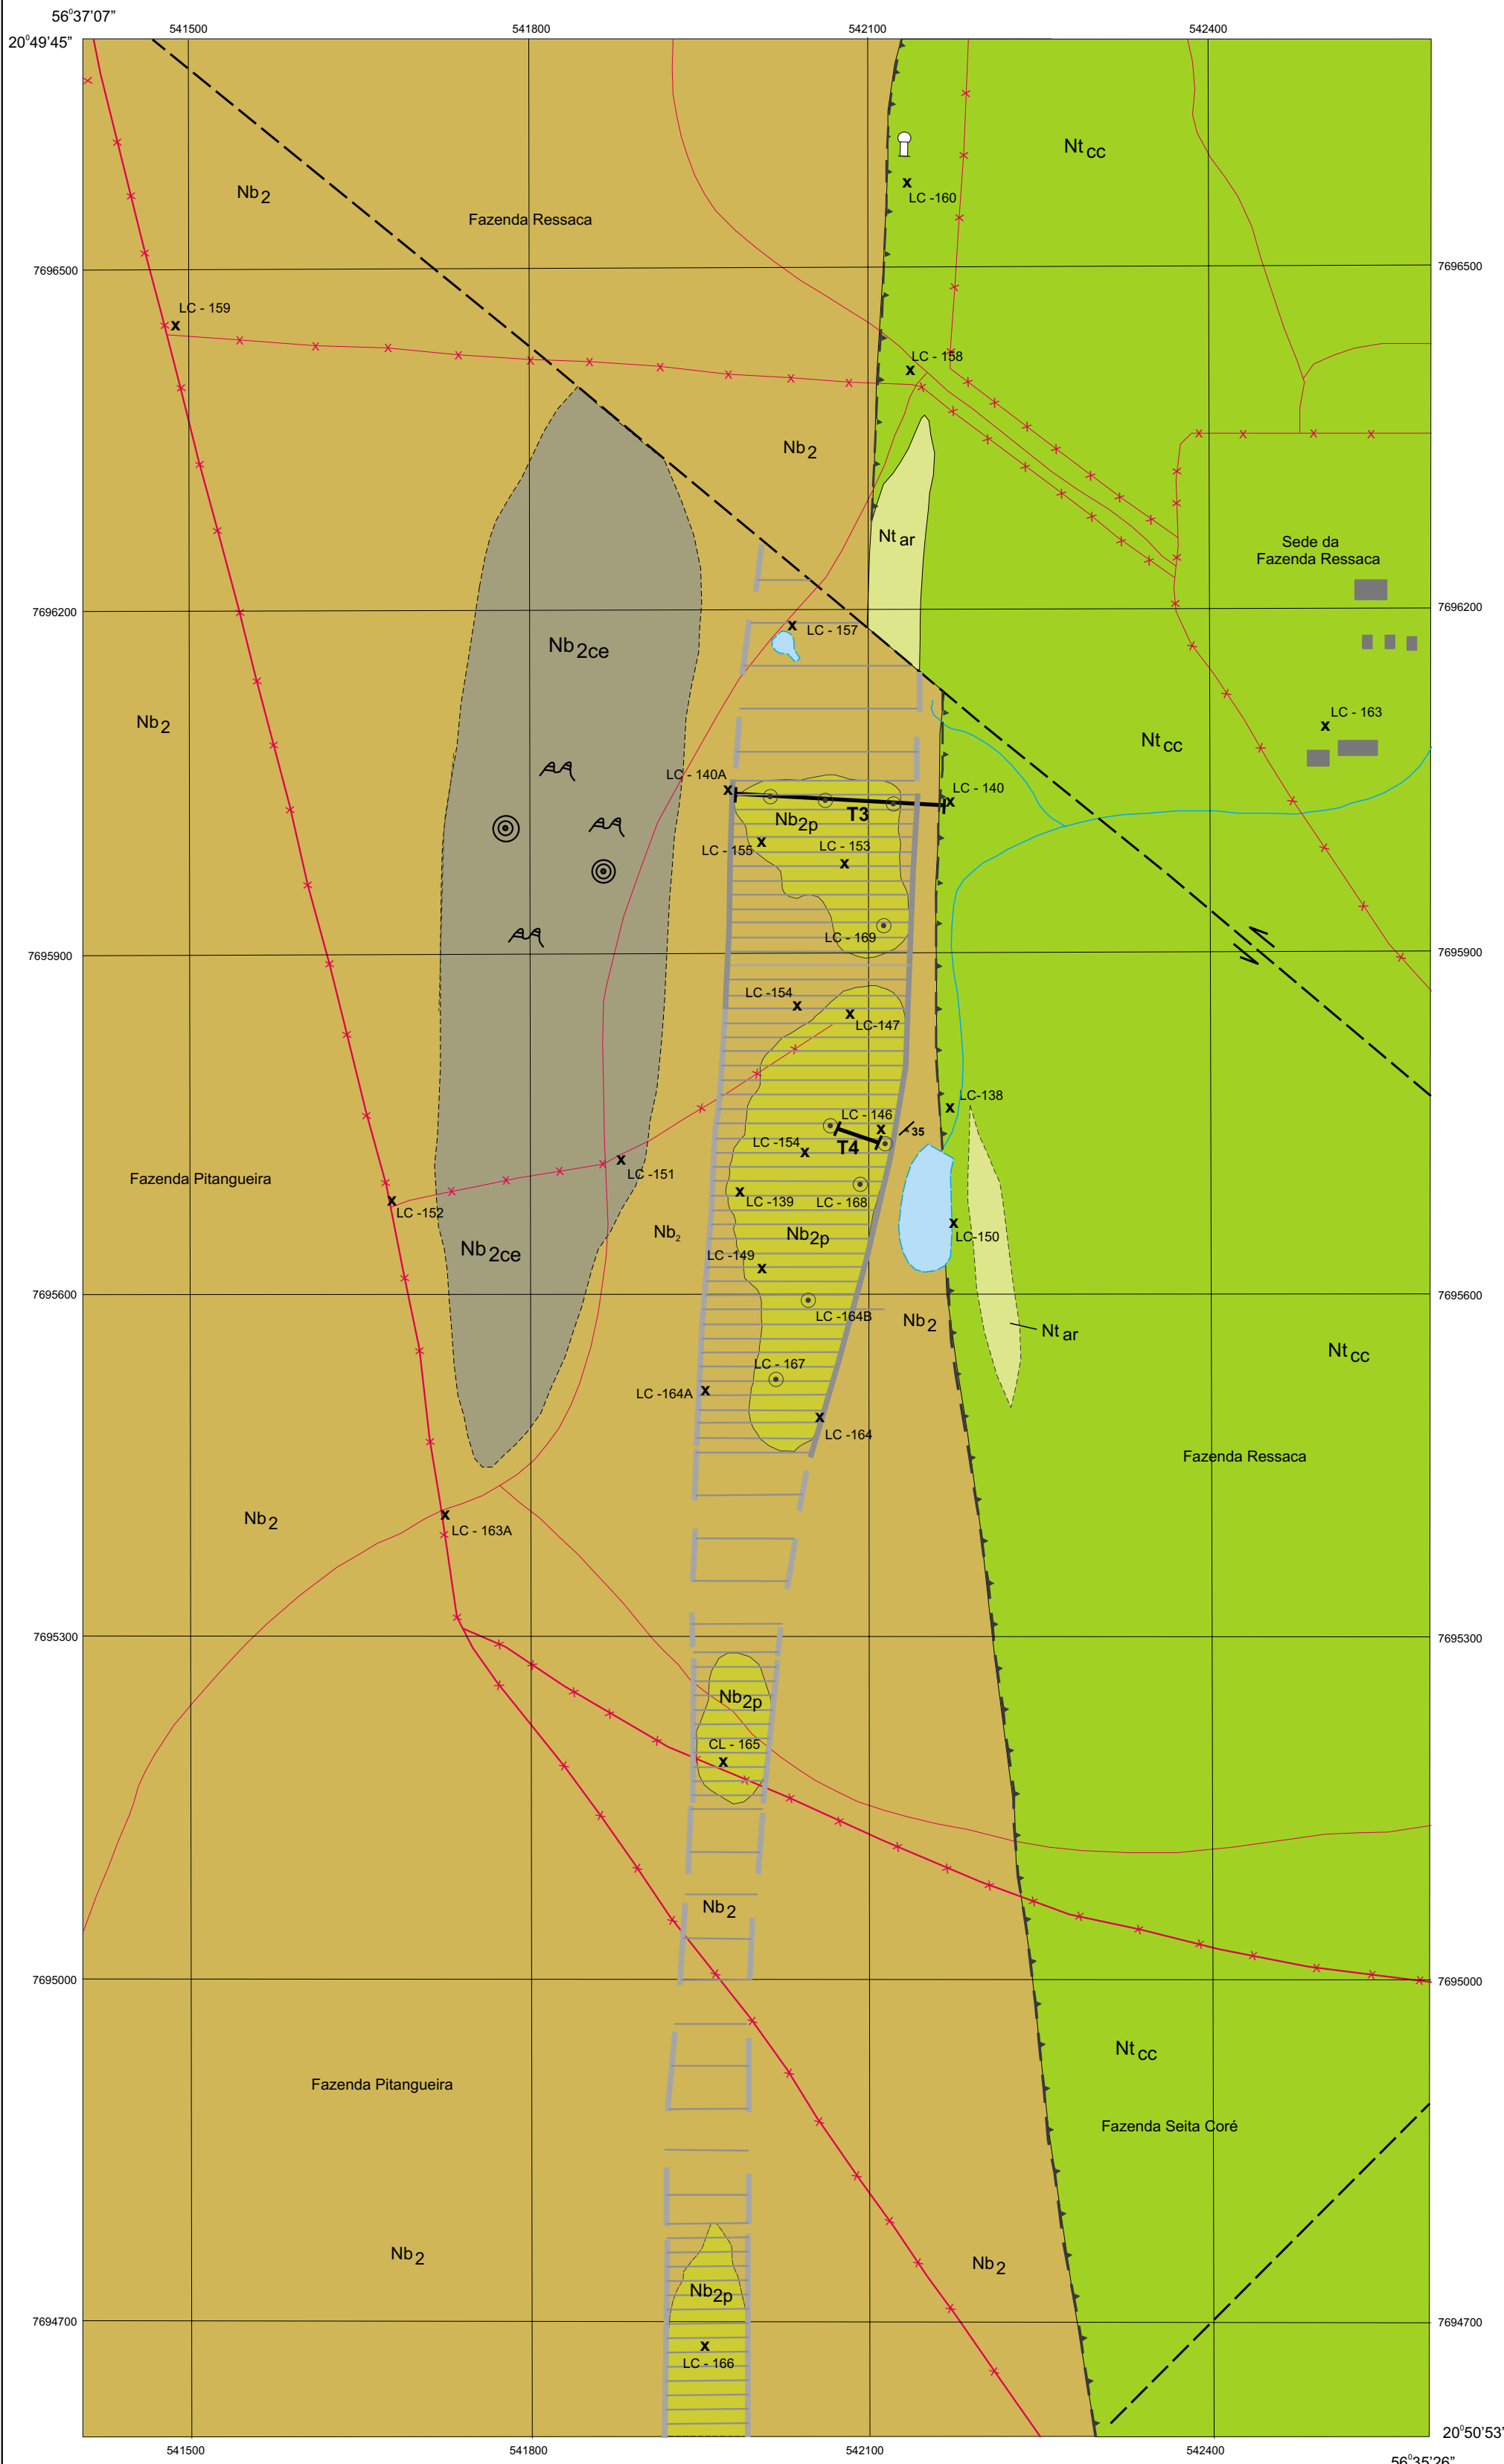 56°37'07”
541500
541800
542100
542400
20°49'45”
Nt cc
Nb2
LC -160
Fazenda Ressaca
7696500
7696500
LC - 159
LC - 158
Nb2
Nt ar
Sede da
Fazenda Ressaca
7696200
7696200
LC - 157
Nb2ce
Nb2
LC - 163
Nt cc
LC - 140A
LC - 140
T3
Nb2p
LC - 155
LC - 153
LC - 169
7695900
7695900
LC -154
LC-147
LC-138
LC - 146
35
T4
LC -154
LC -151
Fazenda Pitangueira
LC -139
LC - 168
LC -152
Nb2
Nb2p
LC-150
Nb2ce
LC -149
7695600
7695600
LC -164B
Nb2
Nt ar
Nt cc
LC - 167
LC -164A
LC -164
Fazenda Ressaca
Nb2
LC - 163A
7695300
7695300
Nb2p
CL - 165
Nb2
7695000
7695000
Nt cc
Fazenda Pitangueira
Fazenda Seita Coré
Nb2
Nb2
Nb2p
7694700
7694700
LC - 166
20°50'53'
541500
541800
542100
542400
56°35'26”